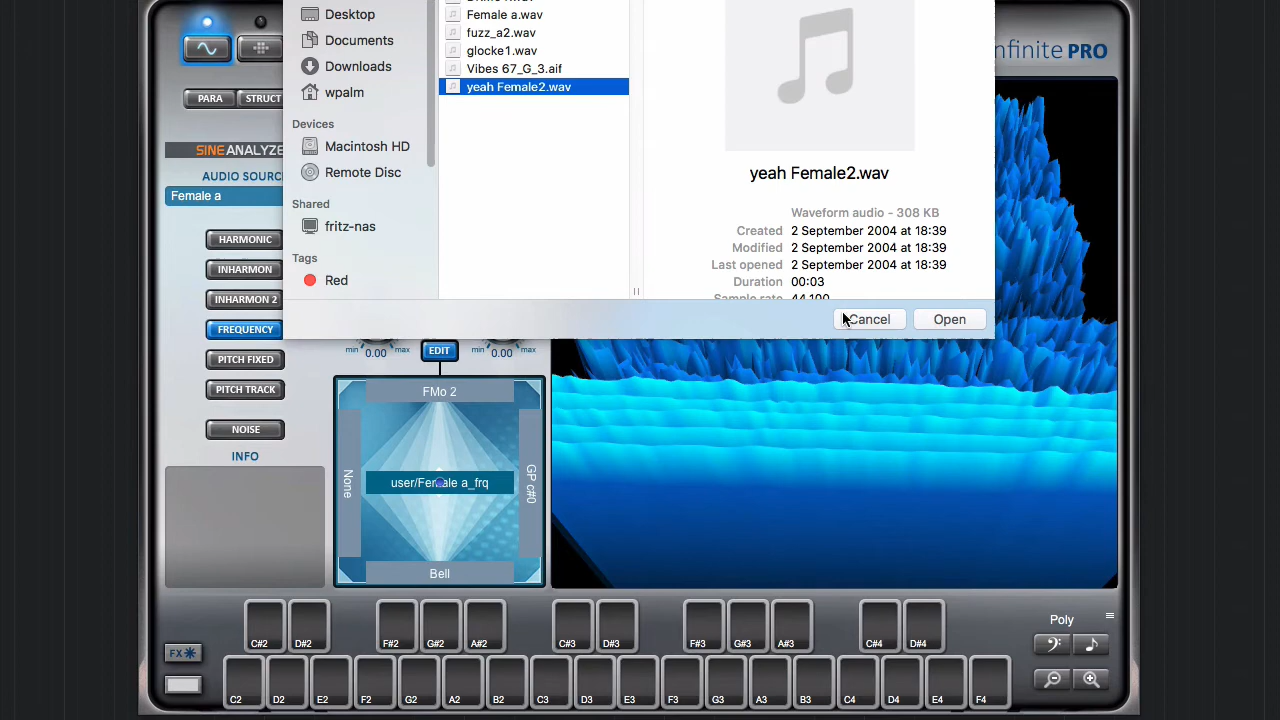 Desktop
Documents
Downloads
wpalm
Devices
Macintosh HD
Remote Disc
Shared
fritz-nas
Tags
Red
Female a.wav
fuzz_a2.wav
glocke1.wav
Vibes 67_G_3.aif
yeah Female2.wav
yeah Female2.wav
Waveform audio - 308 KB
Created 2 September 2004 at 18:39
Modified 2 September 2004 at 18:39
Last opened 2 September 2004 at 18:39
Duration 00:03
Sample rate 44.100
Cancel
Open
nfinite PRO
PARA
STRUCT
SINEANALYZE
AUDIO SOURC
Female a
HARMONIC
INHARMON
INHARMON 2
FREQUENCY
PITCH FIXED
PITCH TRACK
NOISE
INFO
min 0.00 max
EDIT
min 0.00 max
FMo 2
None
user/Female a_frq
GP c#0
Bell
C#2 D#2 F#2 G#2 A#2 C#3 D#3 F#3 G#3 A#3 C#4 D#4
Poly
FX
C2 D2 E2 F2 G2 A2 B2 C3 D3 E3 F3 G3 A3 B3 C4 D4 E4 F4